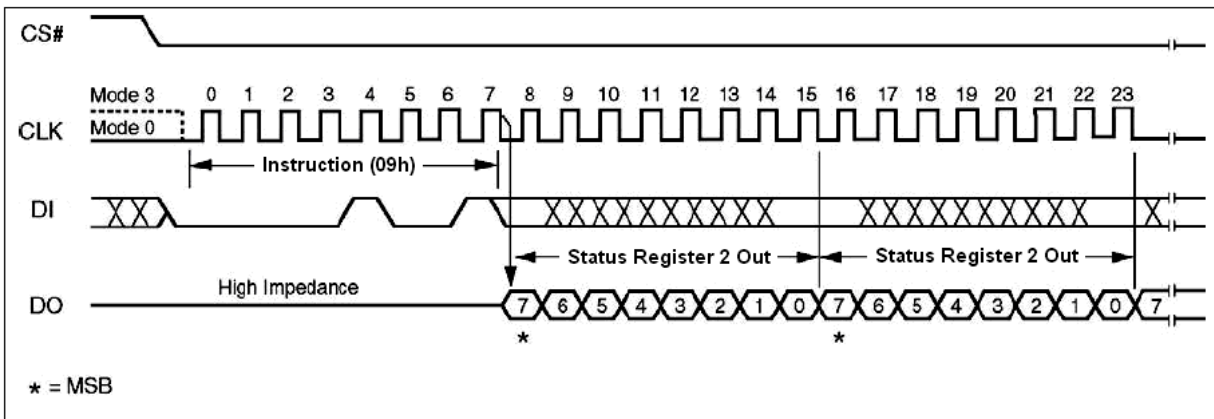 CS#
Mode 3 0 1 2 3 4 5 6 7 8 9 10 11 12 13 14 15 16 17 18 19 20 21 22 23
CLK Mode 0
Instruction (09h)
DI
Status Register 2 Out Status Register 2 Out
High Impedance
DO 7 6 5 4 3 2 1 0 7 6 5 4 3 2 1 0 7
* *
* = MSB